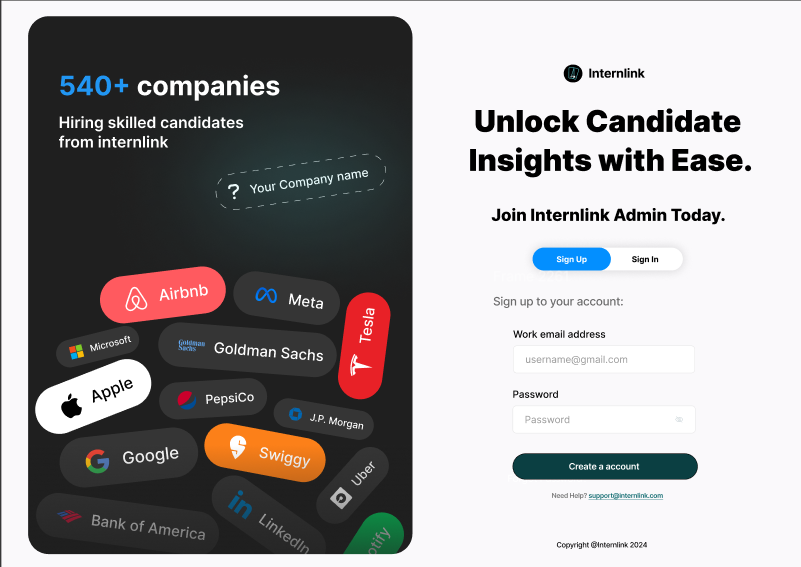 540+ companies
Hiring skilled candidates
from internlink
? Your Company name
Airbnb
Meta
Tesla
Microsoft
Goldman
Sachs
Goldman Sachs
Apple
PepsiCo
J.P. Morgan
Google
Swiggy
Uber
Bank of America
in LinkedIn
otify
Internlink
Unlock Candidate
Insights with Ease.
Join Internlink Admin Today.
Sign Up
Sign In
Sign up to your account:
Work email address
username@gmail.com
Password
Password
Create a account
Need Help? support@internlink.com
Copyright @Internlink 2024